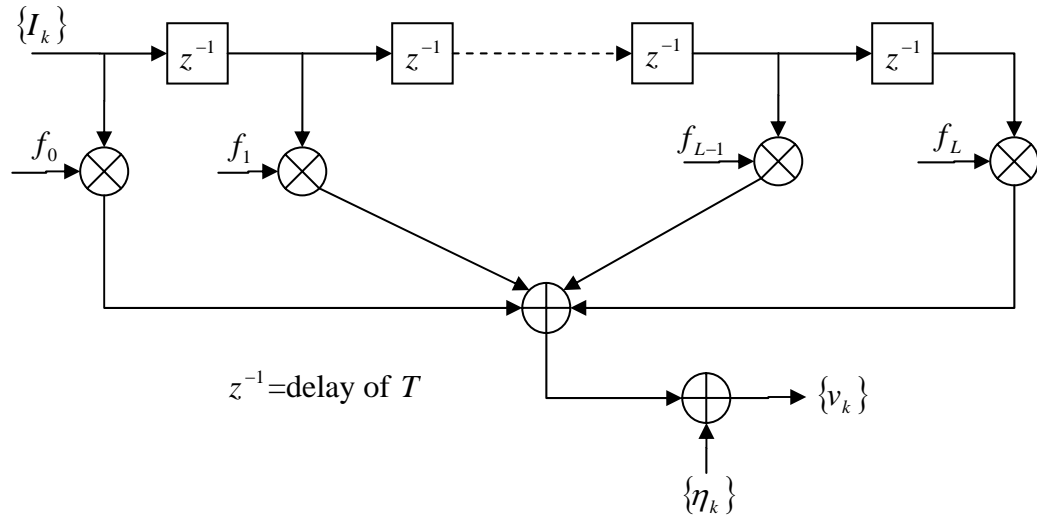 {I_k}
z⁻¹ z⁻¹ z⁻¹ z⁻¹
f_0 f_1 f_{L−1} f_L
z⁻¹=delay of T
{v_k}
{η_k}